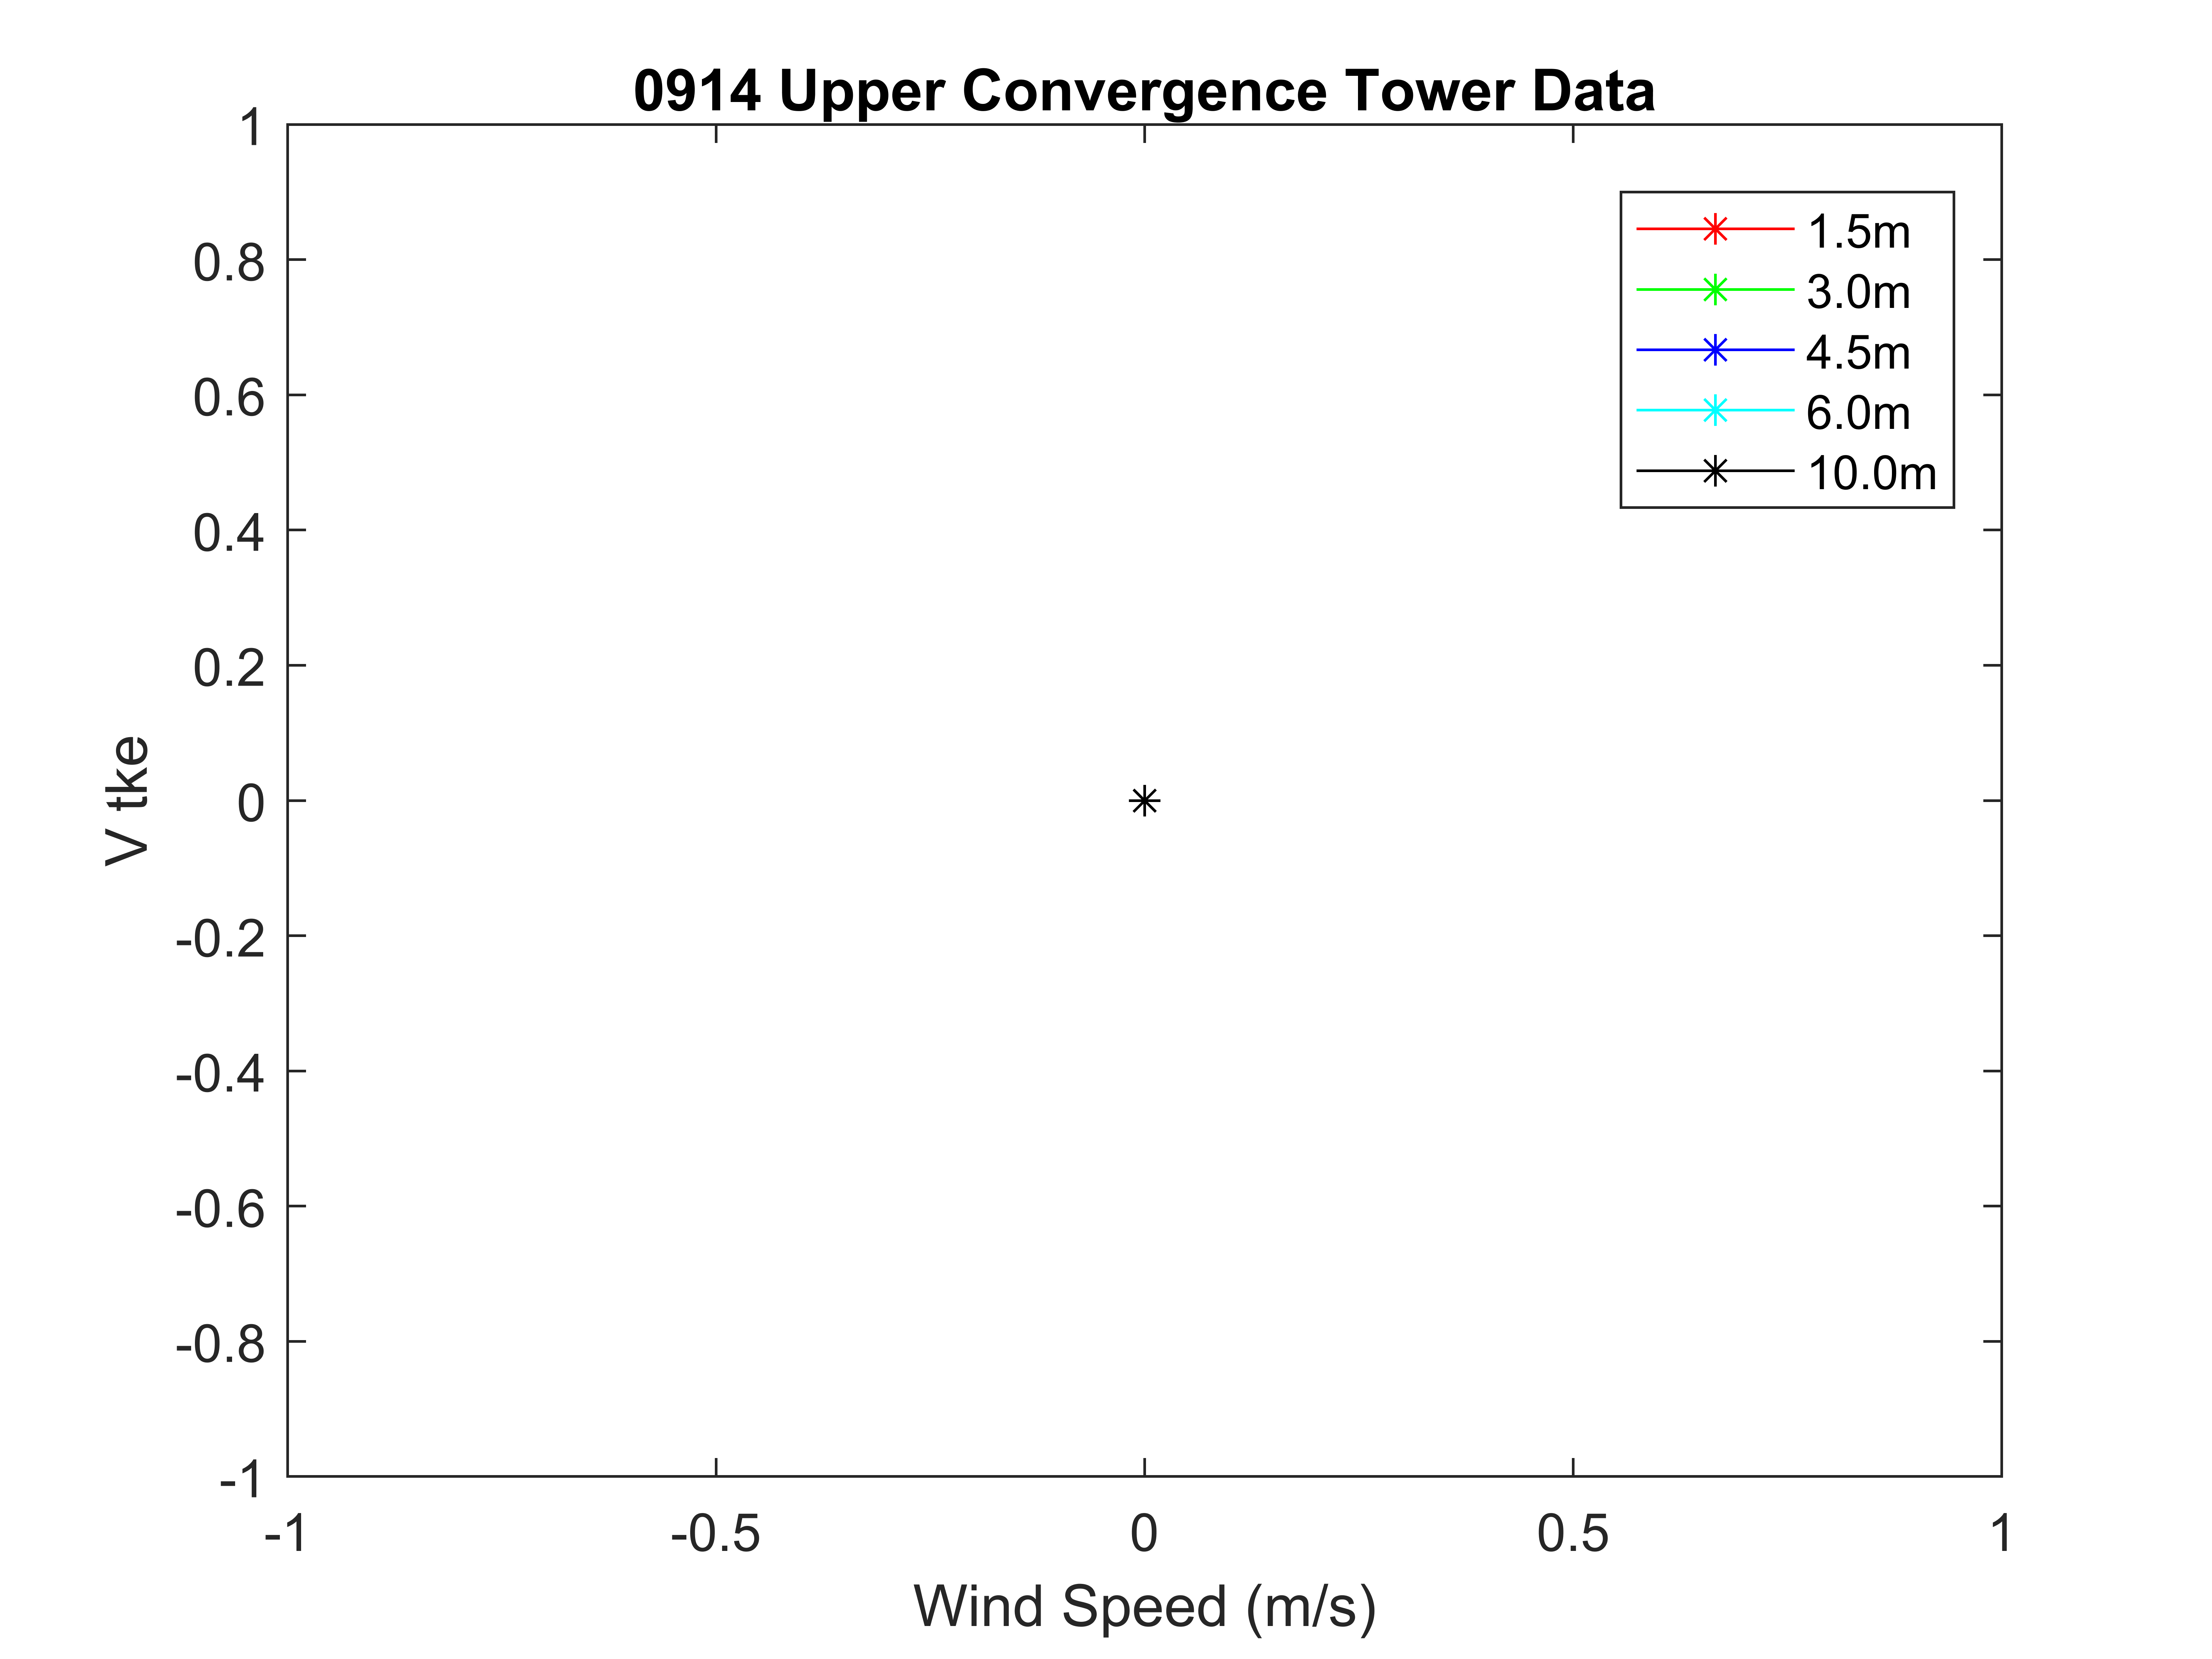 0914 Upper Convergence Tower Data
1
0.8
0.6
0.4
0.2
0
-0.2
-0.4
-0.6
-0.8
-1
V tke
1.5m
3.0m
4.5m
6.0m
10.0m
-1
-0.5
0
0.5
1
Wind Speed (m/s)